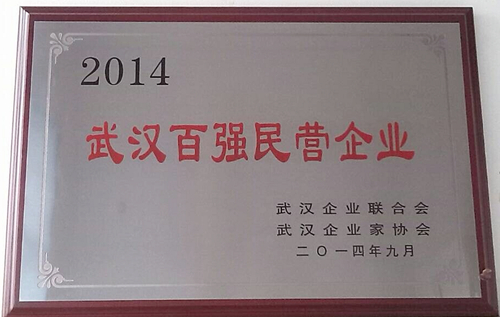 2014
武汉百强民营企业
武汉企业联合会
武汉企业家协会
二〇一四年九月